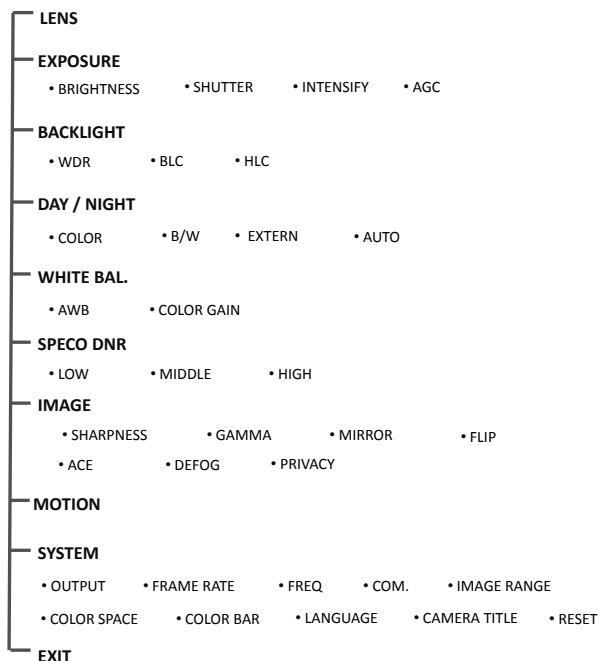 LENS
EXPOSURE
• BRIGHTNESS • SHUTTER • INTENSIFY • AGC
BACKLIGHT
• WDR • BLC • HLC
DAY / NIGHT
• COLOR • B/W • EXTERN • AUTO
WHITE BAL.
• AWB • COLOR GAIN
SPECO DNR
• LOW • MIDDLE • HIGH
IMAGE
• SHARPNESS • GAMMA • MIRROR • FLIP
• ACE • DEFOG • PRIVACY
MOTION
SYSTEM
• OUTPUT • FRAME RATE • FREQ • COM. • IMAGE RANGE
• COLOR SPACE • COLOR BAR • LANGUAGE • CAMERA TITLE • RESET
EXIT